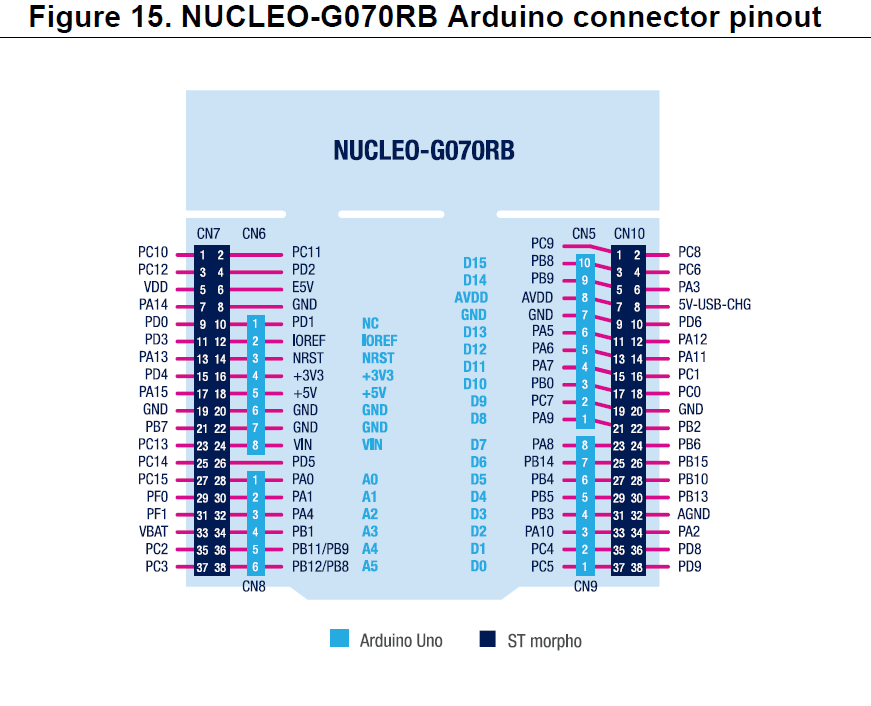 Figure 15. NUCLEO-G070RB Arduino connector pinout
NUCLEO-G070RB
CN7 CN6 CN5 CN10
PC10 1 2 PC11 PC9 1 2 PC8
PC12 3 4 PD2 D15 PB8 10 3 4 PC6
VDD 5 6 E5V D14 PB9 9 5 6 PA3
PA14 7 8 GND AVDD AVDD 8 7 8 5V-USB-CHG
PD0 9 10 1 PD1 NC GND GND 7 9 10 PD6
PD3 11 12 2 IOREF IOREF D13 PA5 6 11 12 PA12
PA13 13 14 3 NRST NRST D12 PA6 5 13 14 PA11
PD4 15 16 4 +3V3 +3V3 D11 PA7 4 15 16 PC1
PA15 17 18 5 +5V +5V D10 PB0 3 17 18 PC0
GND 19 20 6 GND GND D9 PC7 2 19 20 GND
PB7 21 22 7 GND GND D8 PA9 1 21 22 PB2
PC13 23 24 8 VIN VIN D7 PA8 8 23 24 PB6
PC14 25 26 PD5 D6 PB14 7 25 26 PB15
PC15 27 28 1 PA0 A0 D5 PB4 6 27 28 PB10
PF0 29 30 2 PA1 A1 D4 PB5 5 29 30 PB13
PF1 31 32 3 PA4 A2 D3 PB3 4 31 32 AGND
VBAT 33 34 4 PB1 A3 D2 PA10 3 33 34 PA2
PC2 35 36 5 PB11/PB9 A4 D1 PC4 2 35 36 PD8
PC3 37 38 6 PB12/PB8 A5 D0 PC5 1 37 38 PD9
CN8 CN9
Arduino Uno ST morpho